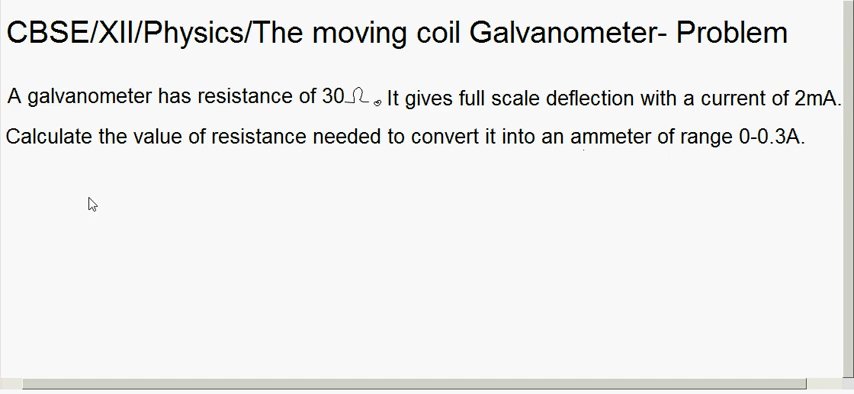 CBSE/XII/Physics/The moving coil Galvanometer- Problem
A galvanometer has resistance of 30Ω. It gives full scale deflection with a current of 2mA.
Calculate the value of resistance needed to convert it into an ammeter of range 0-0.3A.